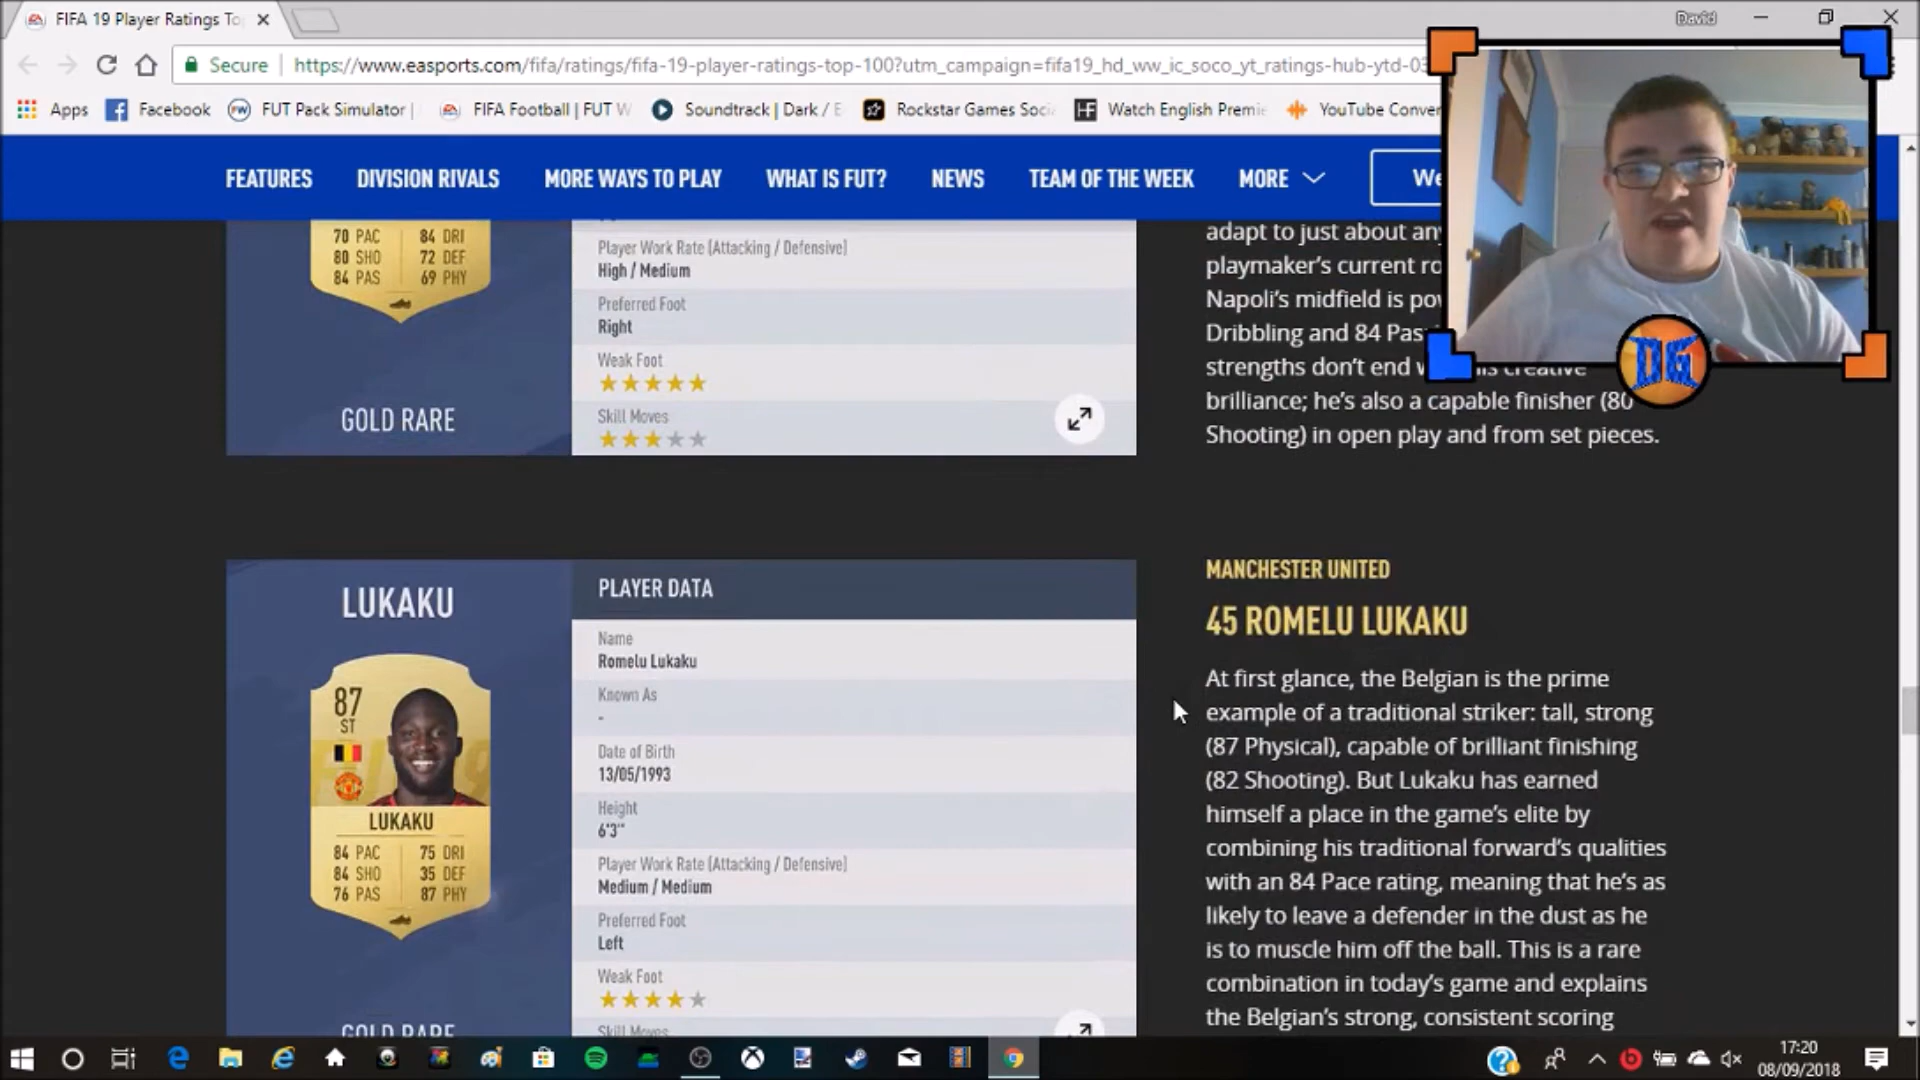 FIFA 19 Player Ratings To
David
Secure | https://www.easports.com/fifa/ratings/fifa-19-player-ratings-top-100?utm_campaign=fifa19_hd_ww_ic_soco_yt_ratings-hub-ytd-03
Apps Facebook FUT Pack Simulator | FIFA Football | FUT W Soundtrack | Dark / E Rockstar Games Soci HF Watch English Premie YouTube Conver
FEATURES DIVISION RIVALS MORE WAYS TO PLAY WHAT IS FUT? NEWS TEAM OF THE WEEK MORE We
70 PAC 84 DRI
80 SHO 72 DEF
84 PAS 69 PHY
GOLD RARE
Player Work Rate (Attacking / Defensive)
High / Medium
Preferred Foot
Right
Weak Foot
★★★★★
Skill Moves
★★★★★
adapt to just about any
playmaker's current ro
Napoli's midfield is po
Dribbling and 84 Pas
strengths don't end creative
brilliance; he's also a capable finisher (80
Shooting) in open play and from set pieces.
DG
LUKAKU
87
ST
LUKAKU
84 PAC 75 DRI
84 SHO 35 DEF
76 PAS 87 PHY
GOLD RARE
PLAYER DATA
Name
Romelu Lukaku
Known As
-
Date of Birth
13/05/1993
Height
6'3"
Player Work Rate (Attacking / Defensive)
Medium / Medium
Preferred Foot
Left
Weak Foot
★★★★★
Skill Moves
MANCHESTER UNITED
45 ROMELU LUKAKU
At first glance, the Belgian is the prime
example of a traditional striker: tall, strong
(87 Physical), capable of brilliant finishing
(82 Shooting). But Lukaku has earned
himself a place in the game's elite by
combining his traditional forward's qualities
with an 84 Pace rating, meaning that he's as
likely to leave a defender in the dust as he
is to muscle him off the ball. This is a rare
combination in today's game and explains
the Belgian's strong, consistent scoring
17:20
08/09/2018